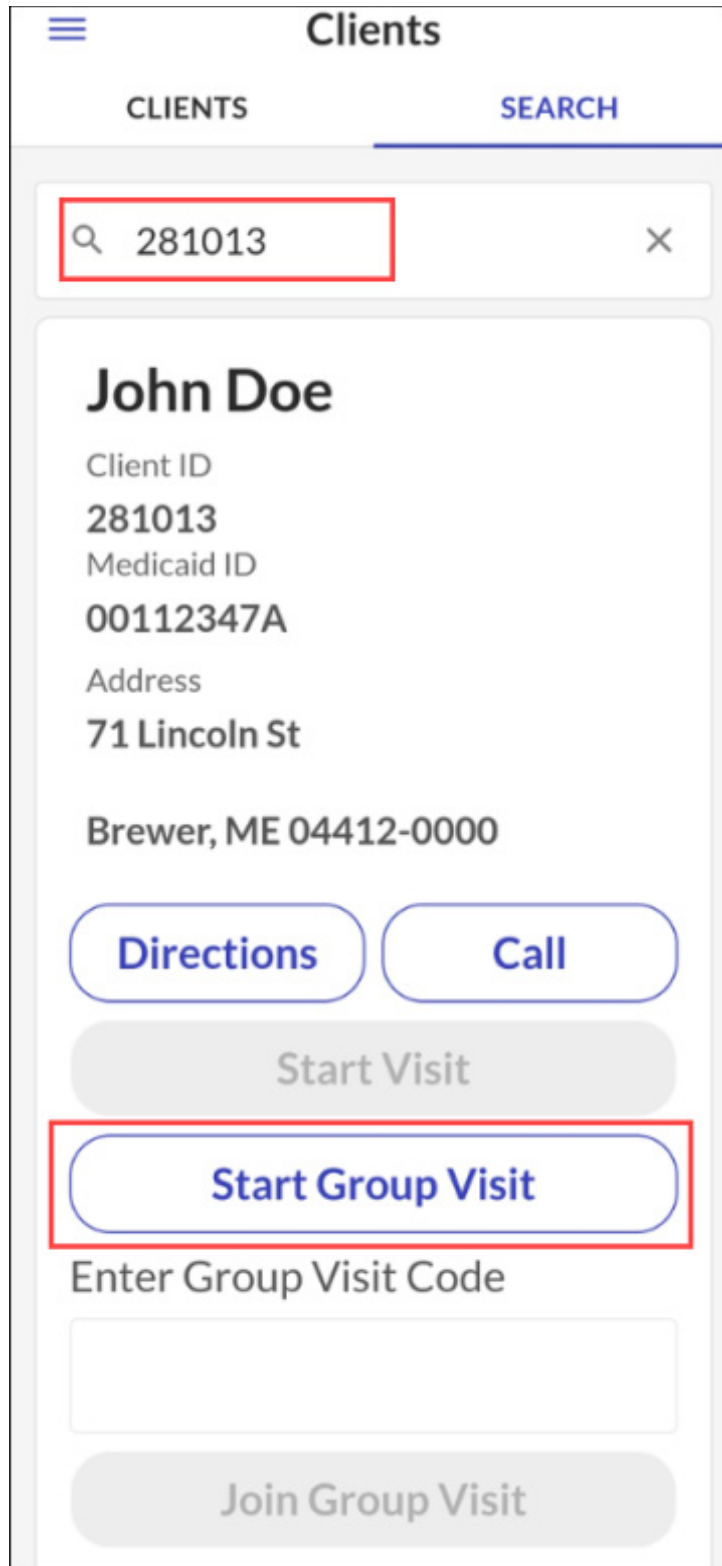 Clients
CLIENTS SEARCH
281013
John Doe
Client ID
281013
Medicaid ID
00112347A
Address
71 Lincoln St
Brewer, ME 04412-0000
Directions Call
Start Visit
Start Group Visit
Enter Group Visit Code
Join Group Visit